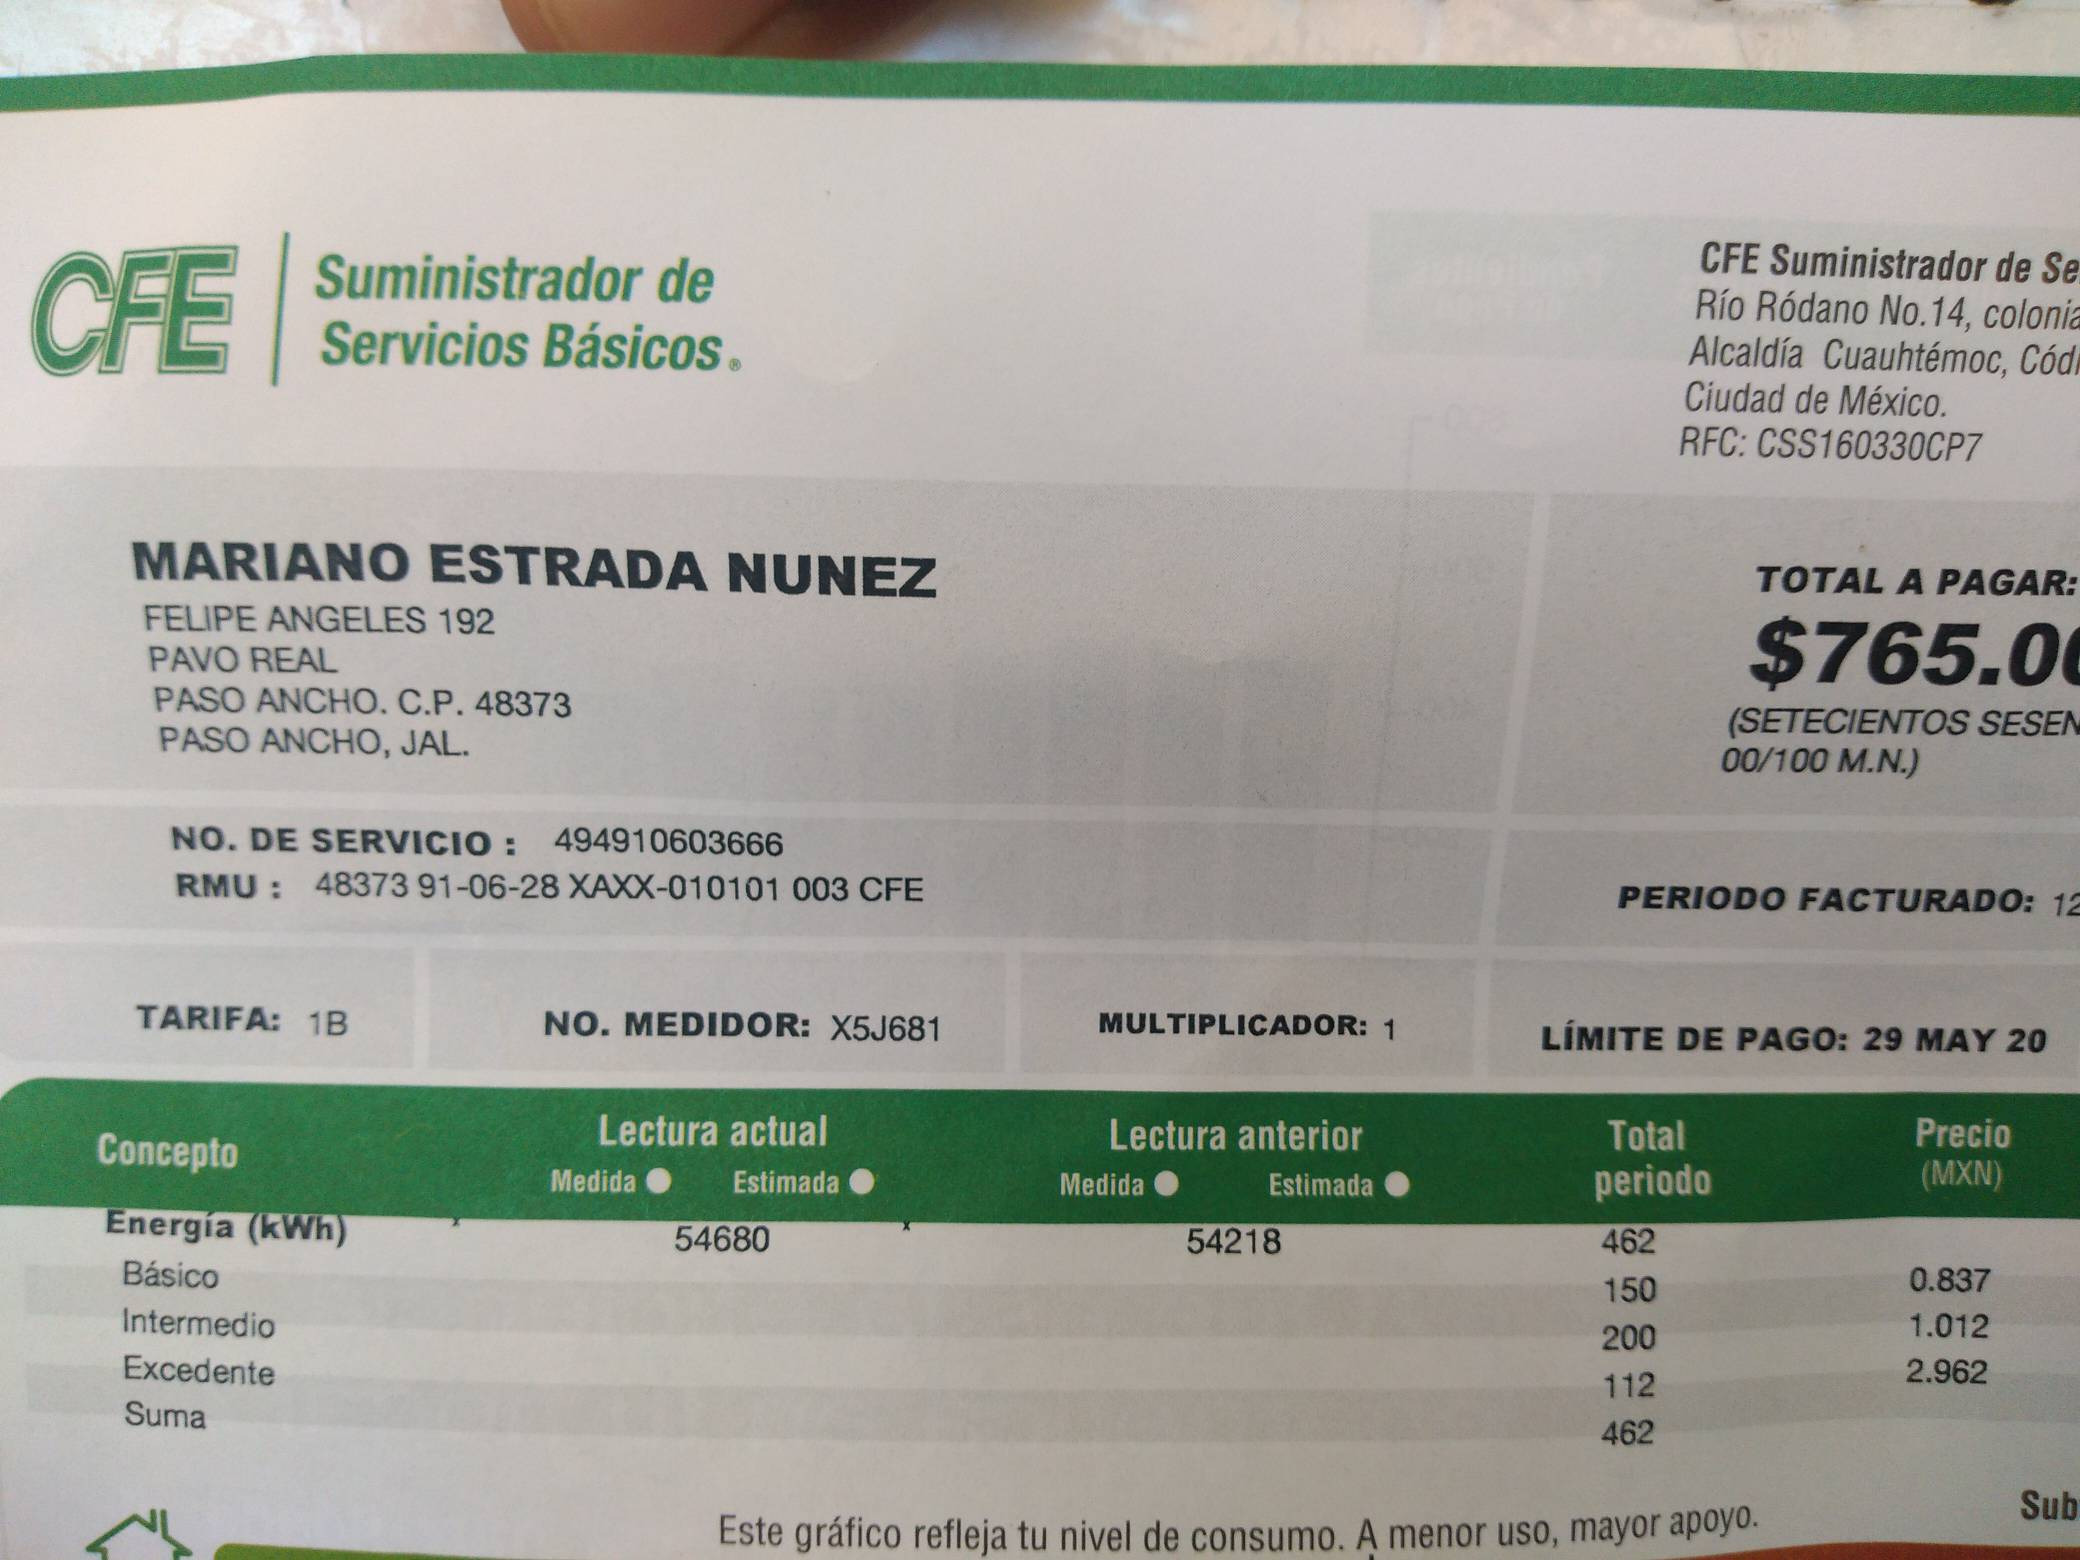 CFE
Suministrador de
Servicios Básicos®
CFE Suministrador de Se
Río Ródano No.14, colonia
Alcaldía Cuauhtémoc, Códi
Ciudad de México.
RFC: CSS160330CP7
MARIANO ESTRADA NUNEZ
FELIPE ANGELES 192
PAVO REAL
PASO ANCHO. C.P. 48373
PASO ANCHO, JAL.
TOTAL A PAGAR:
$765.00
(SETECIENTOS SESEN
00/100 M.N.)
NO. DE SERVICIO : 494910603666
RMU : 48373 91-06-28 XAXX-010101 003 CFE
PERIODO FACTURADO: 12
TARIFA: 1B
NO. MEDIDOR: X5J681
MULTIPLICADOR: 1
LÍMITE DE PAGO: 29 MAY 20
Concepto Lectura actual Lectura anterior Total periodo Precio (MXN)
Medida Estimada Medida Estimada
Energía (kWh) x 54680 x 54218 462
Básico 150 0.837
Intermedio 200 1.012
Excedente 112 2.962
Suma 462
Sub
Este gráfico refleja tu nivel de consumo. A menor uso, mayor apoyo.